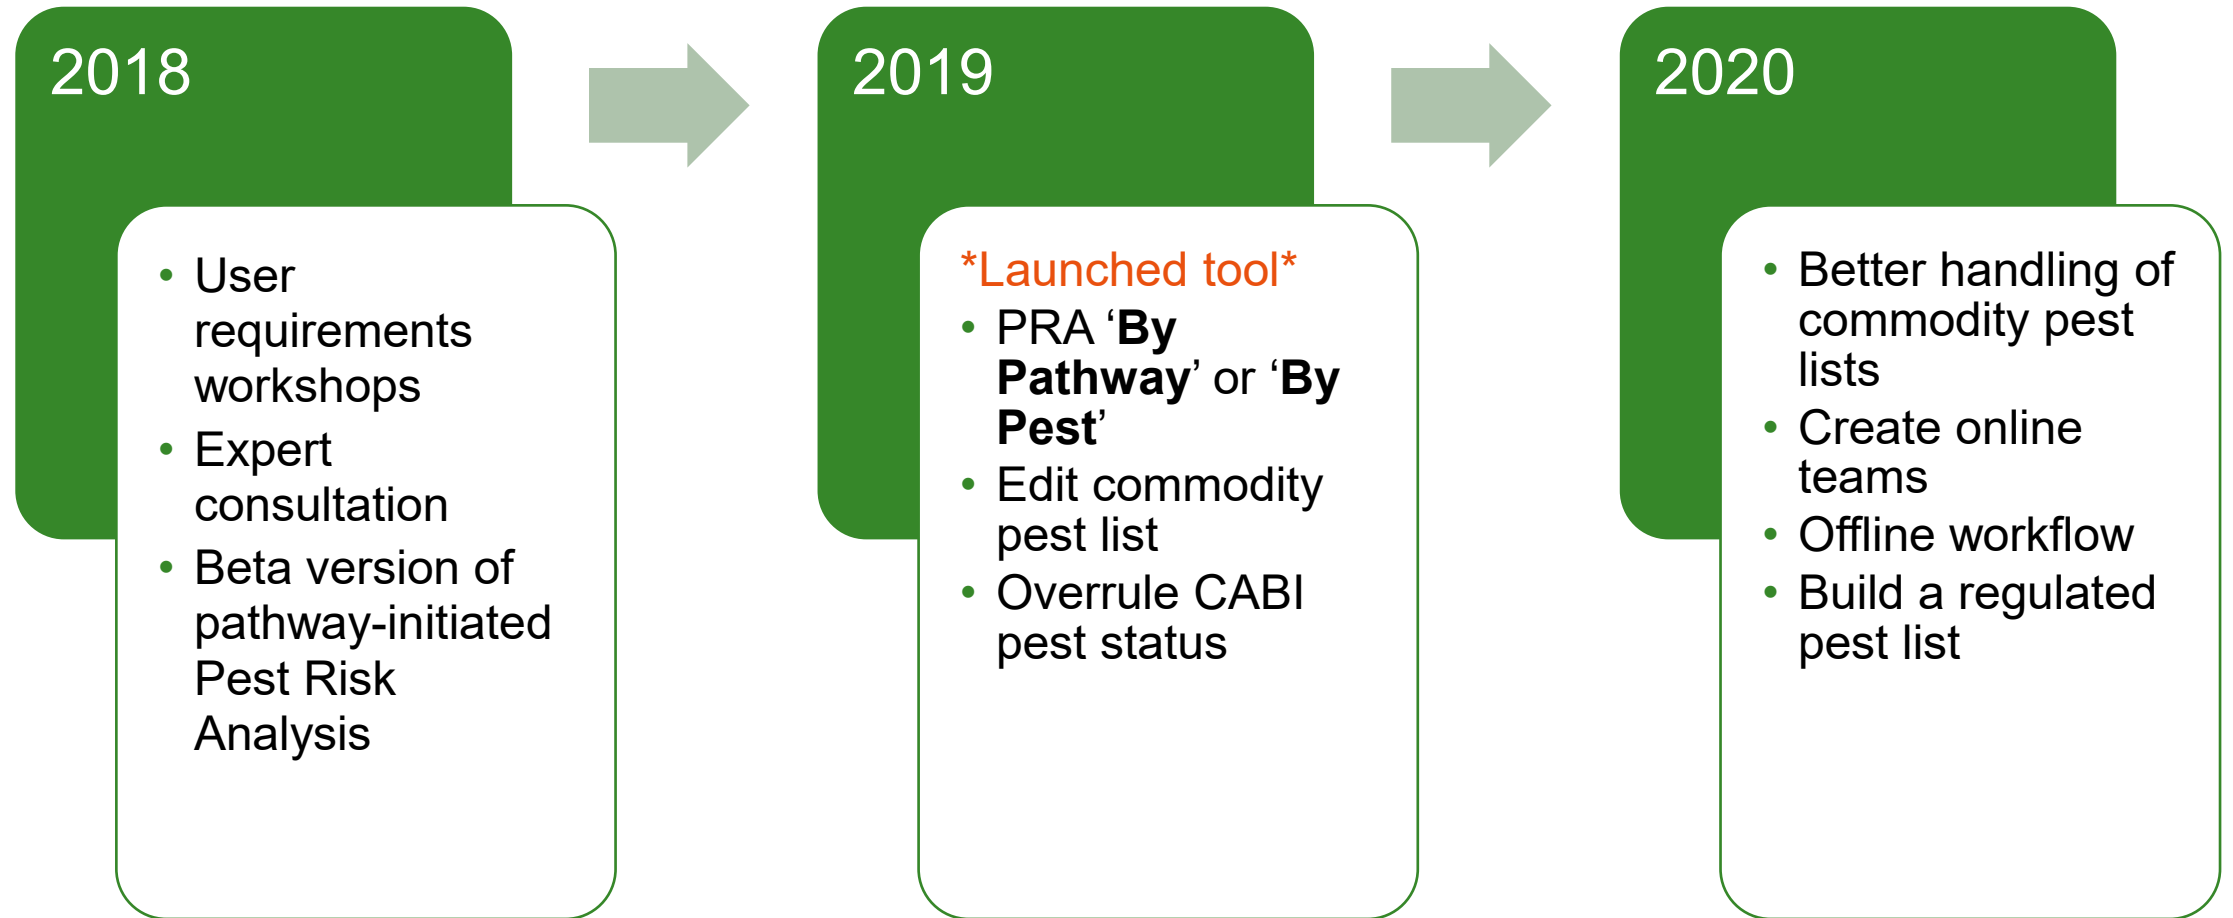 2018
• User
requirements
workshops
• Expert
consultation
• Beta version of
pathway-initiated
Pest Risk
Analysis
2019
*Launched tool*
• PRA ‘By
Pathway’ or ‘By
Pest’
• Edit commodity
pest list
• Overrule CABI
pest status
2020
• Better handling of
commodity pest
lists
• Create online
teams
• Offline workflow
• Build a regulated
pest list